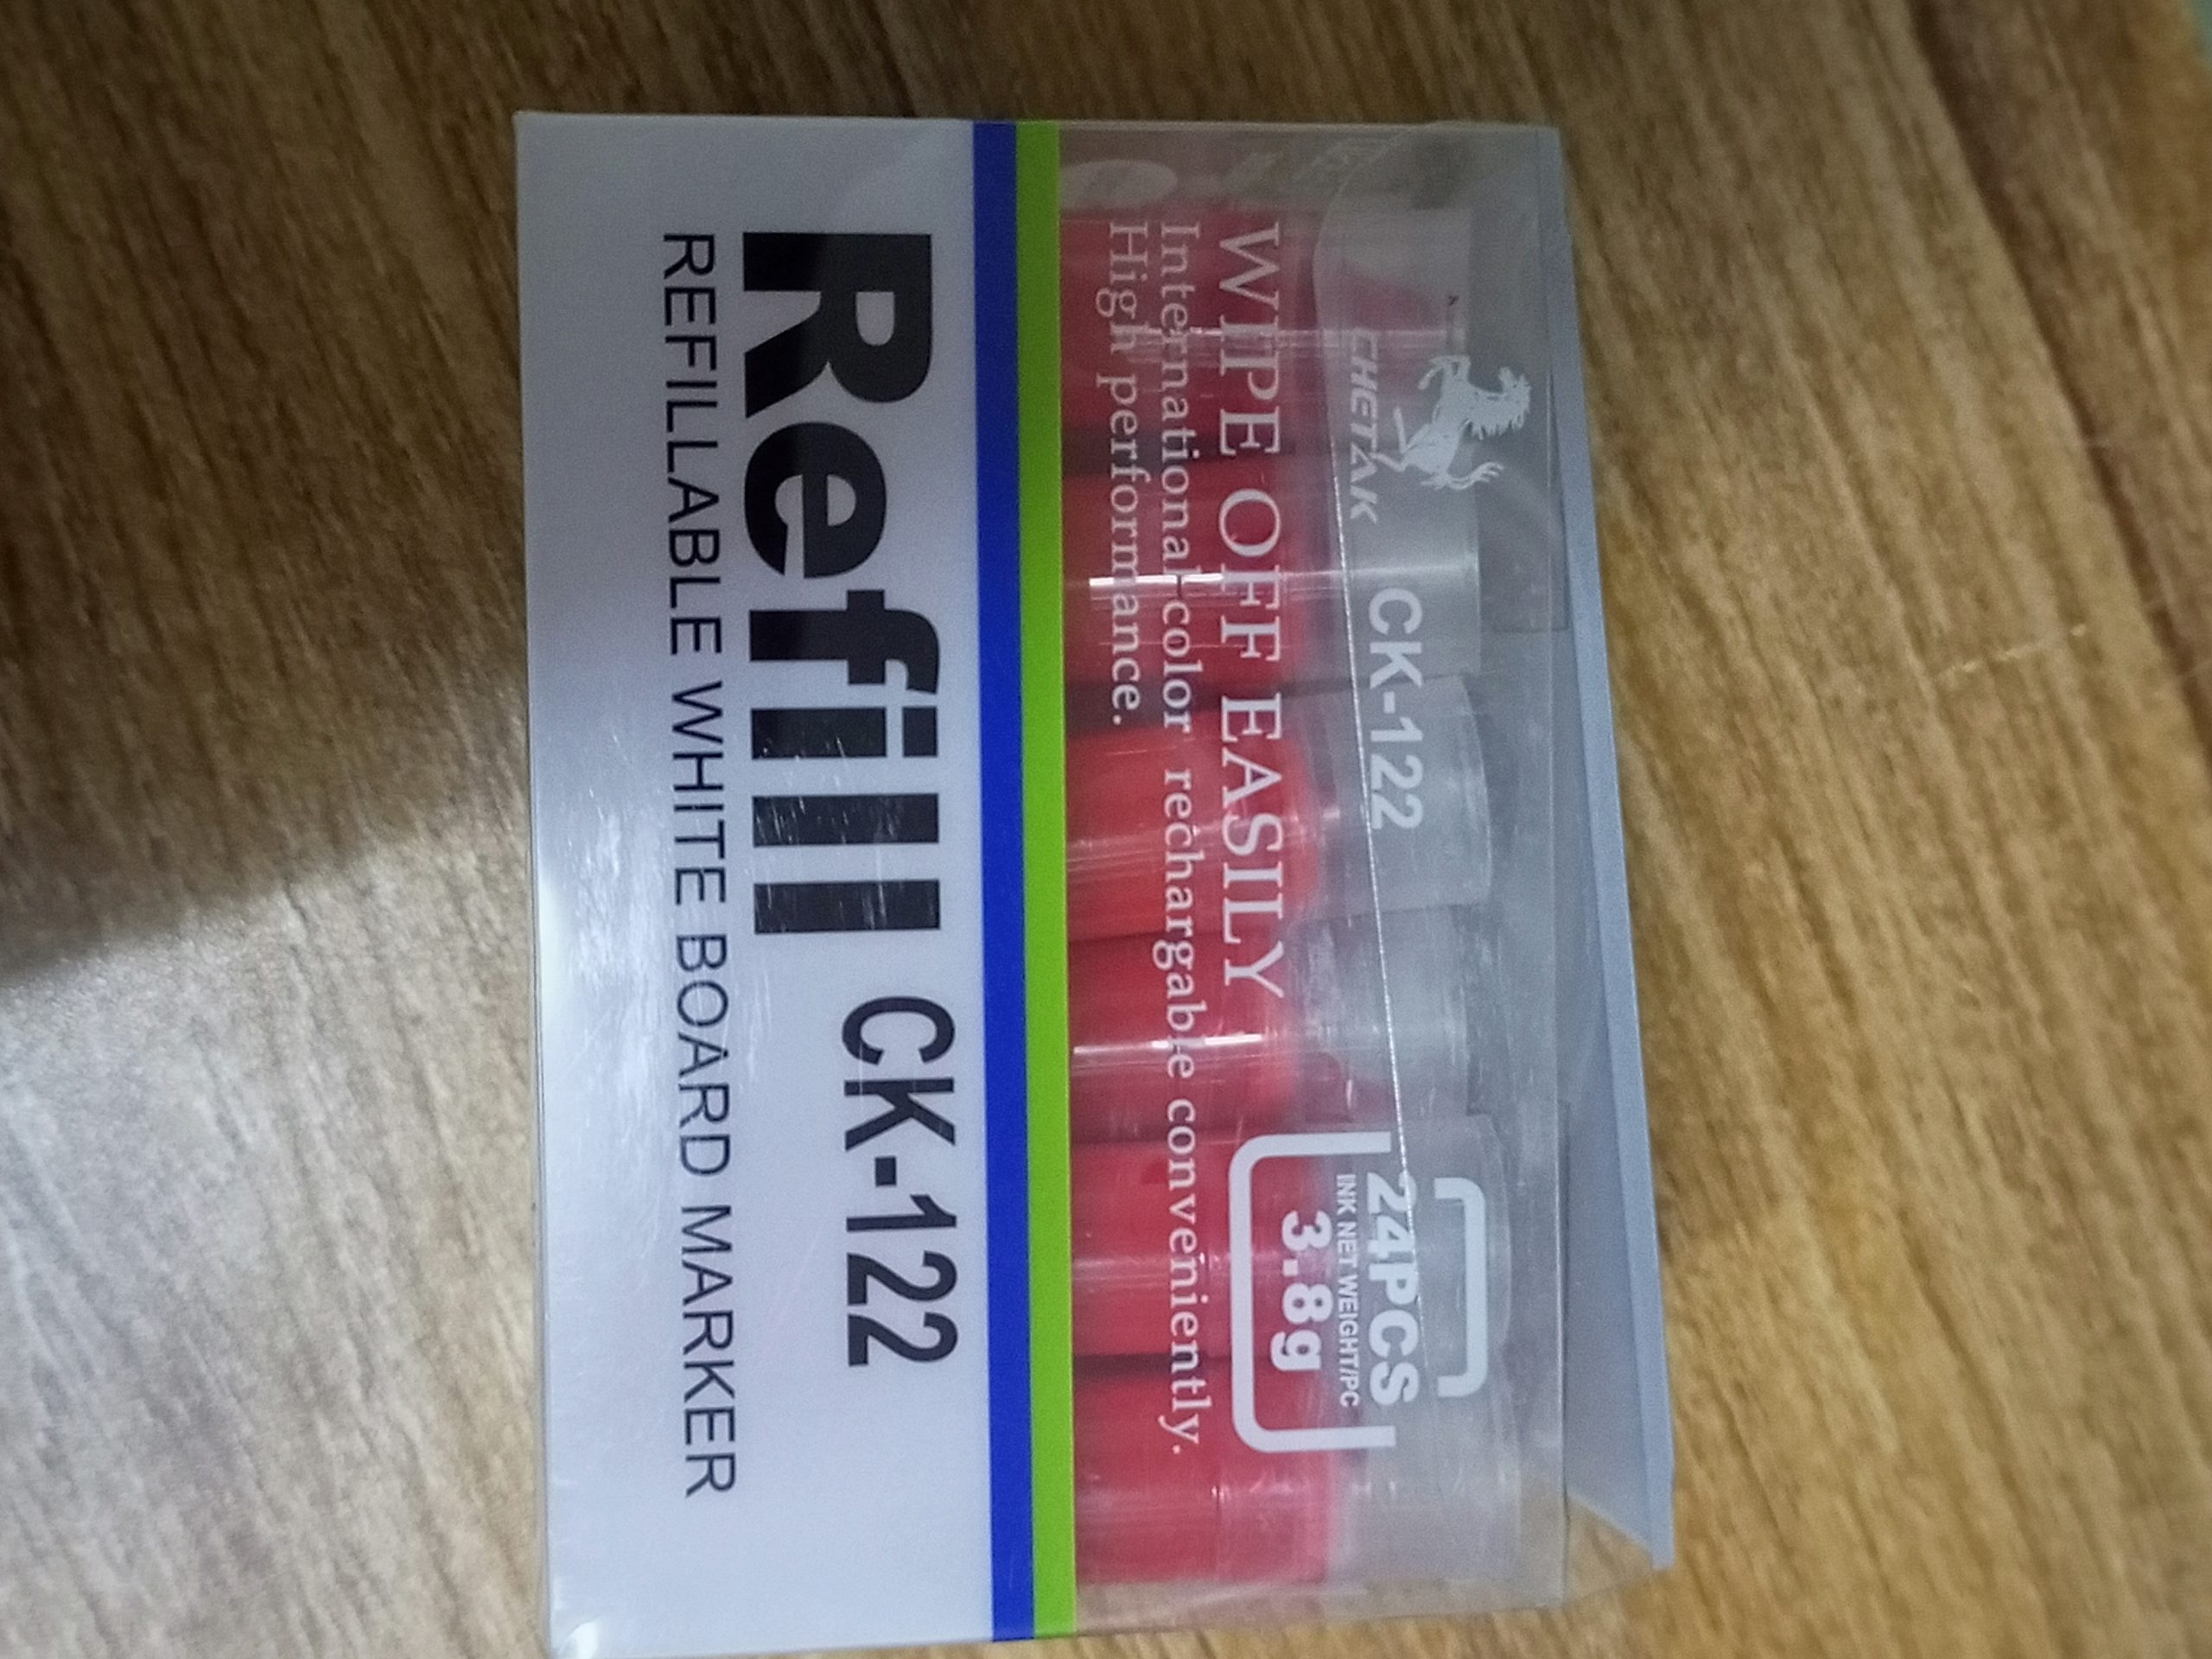 CHETAK
CK-122
24PCS
INK NET WEIGHT/PC
3.8g
WIPE OFF EASILY
International color rechargable conveniently.
High performance.
Refill CK-122
REFILLABLE WHITE BOARD MARKER